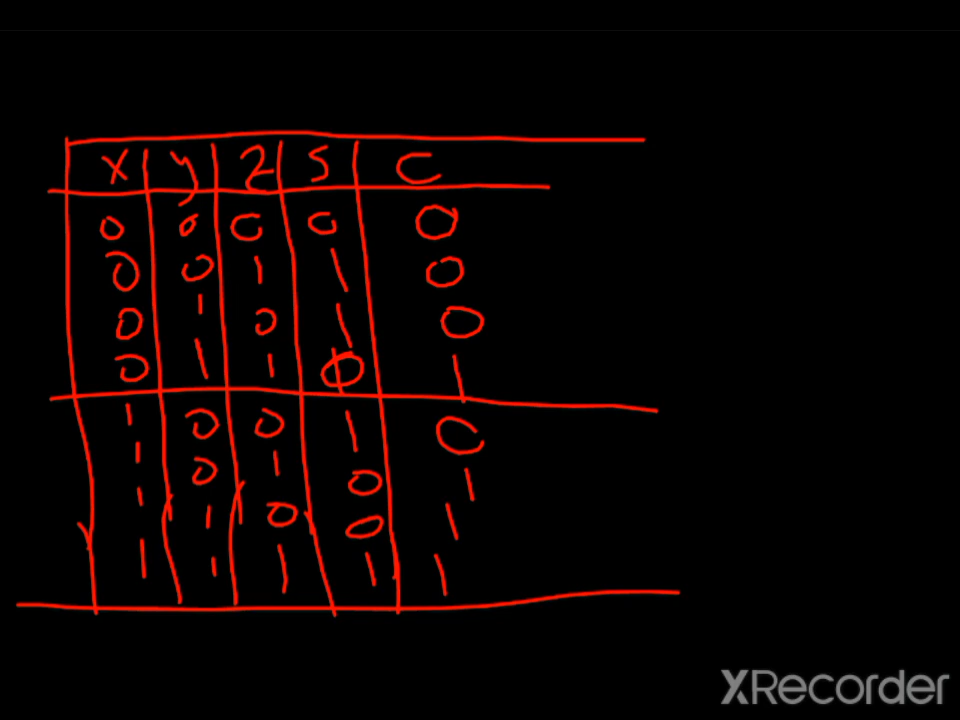 x y z S C
0 0 0 0 0
0 0 1 1 0
0 1 0 1 0
0 1 1 0 1
1 0 0 1 0
1 0 1 0 1
1 1 0 0 1
1 1 1 1 1
XRecorder